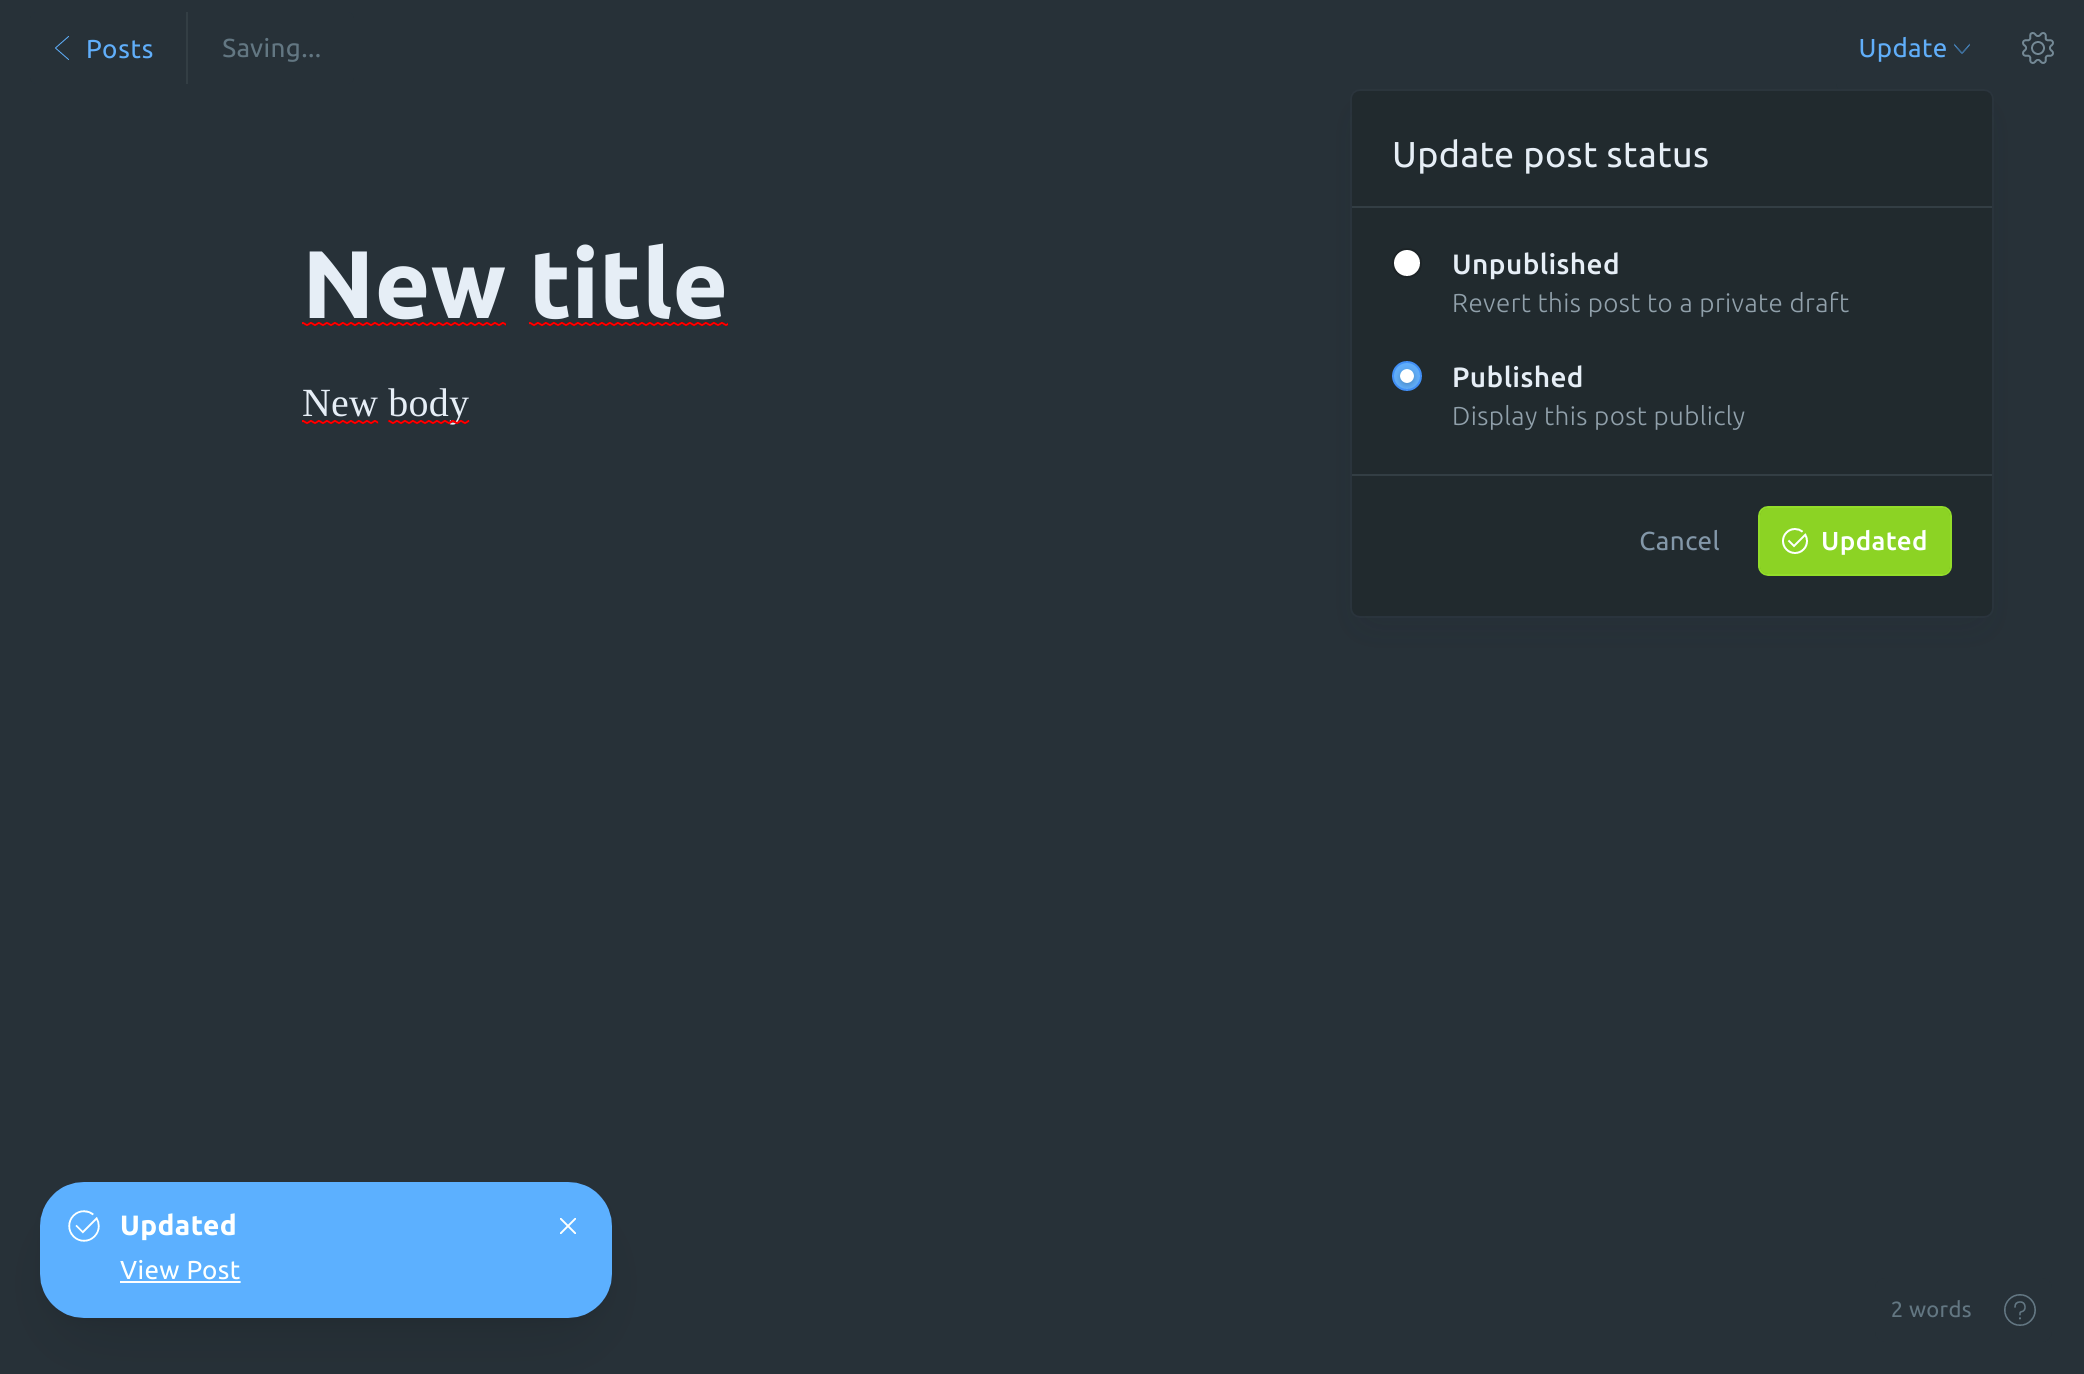 Posts
Saving...
Update
Update post status
Unpublished
Revert this post to a private draft
Published
Display this post publicly
Cancel
Updated
New title
New body
Updated
View Post
2 words
?